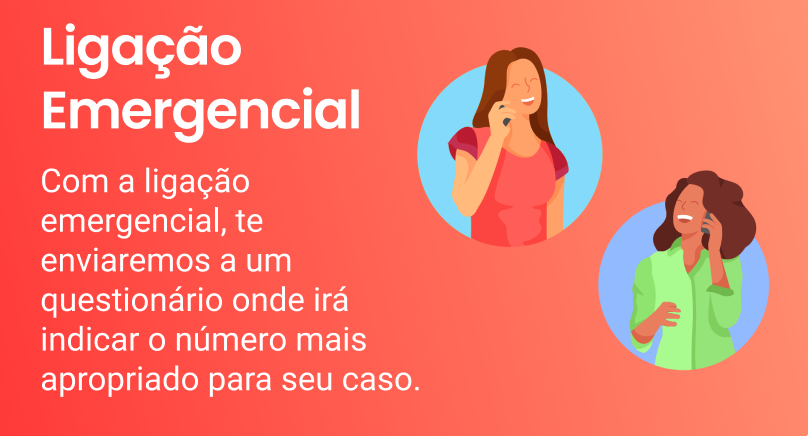 Ligação
Emergencial
Com a ligação
emergencial, te
enviaremos a um
questionário onde irá
indicar o número mais
apropriado para seu caso.